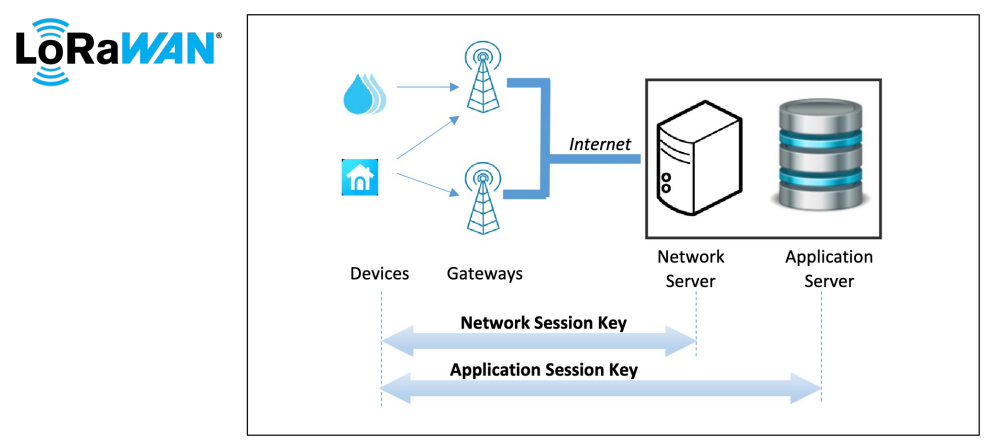 LoRaWAN®
Internet
Devices
Gateways
Network
Server
Application
Server
Network Session Key
Application Session Key